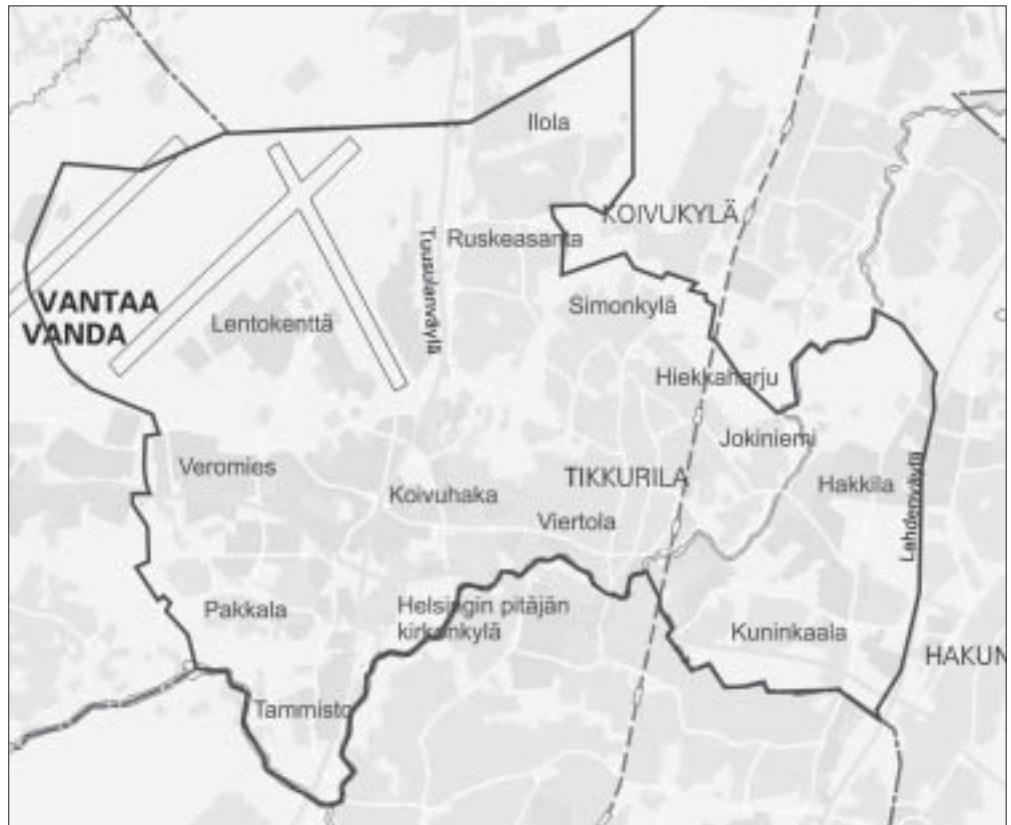 Ilola
KOIVUKYLÄ
Ruskeasanta
Tuusulanväylä
Simonkylä
VANTAA
VANDA
Lentokenttä
Hiekkaharju
Jokiniemi
Veromies
TIKKURILA
Hakkila
Koivuhaka
Viertola
Lahdenväylä
Pakkala
Helsingin pitäjän
kirkonkylä
Kuninkaala
HAKUN
Tammisto